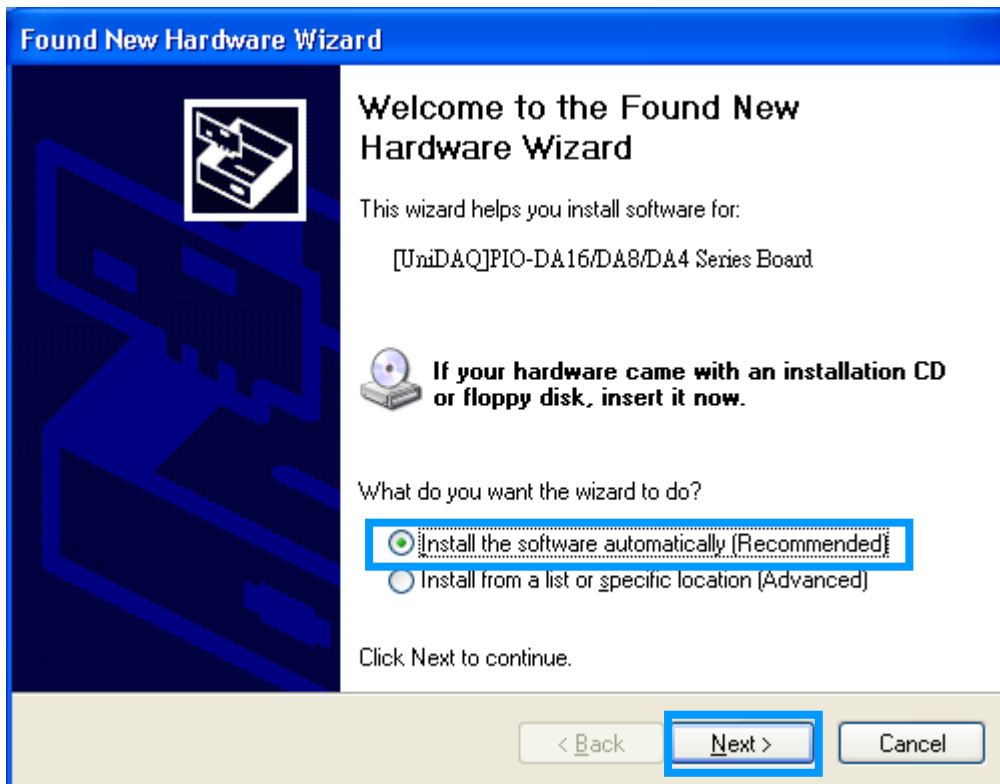 Found New Hardware Wizard
Welcome to the Found New
Hardware Wizard
This wizard helps you install software for:
[UniDAQ]PIO-DA16/DA8/DA4 Series Board
If your hardware came with an installation CD
or floppy disk, insert it now.
What do you want the wizard to do?
Install the software automatically (Recommended)
Install from a list or specific location (Advanced)
Click Next to continue.
< Back Next > Cancel